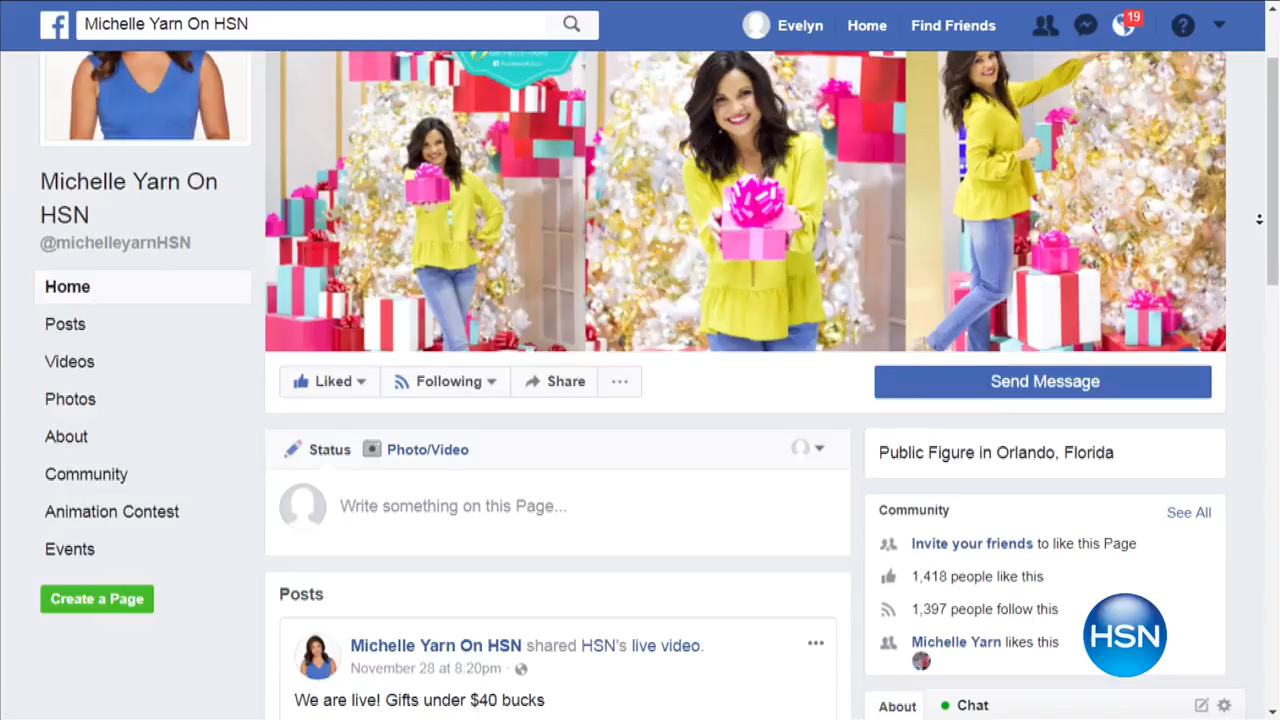 Michelle Yarn On HSN
Evelyn
Home
Find Friends
19
Michelle Yarn On
HSN
@michelleyarnHSN
Home
Posts
Videos
Photos
About
Community
Animation Contest
Events
Create a Page
Liked
Following
Share
Send Message
Status
Photo/Video
Write something on this Page...
Posts
Michelle Yarn On HSN shared HSN's live video.
November 28 at 8:20pm ·
We are live! Gifts under $40 bucks
Public Figure in Orlando, Florida
Community
See All
Invite your friends to like this Page
1,418 people like this
1,397 people follow this
Michelle Yarn likes this
HSN
About
Chat